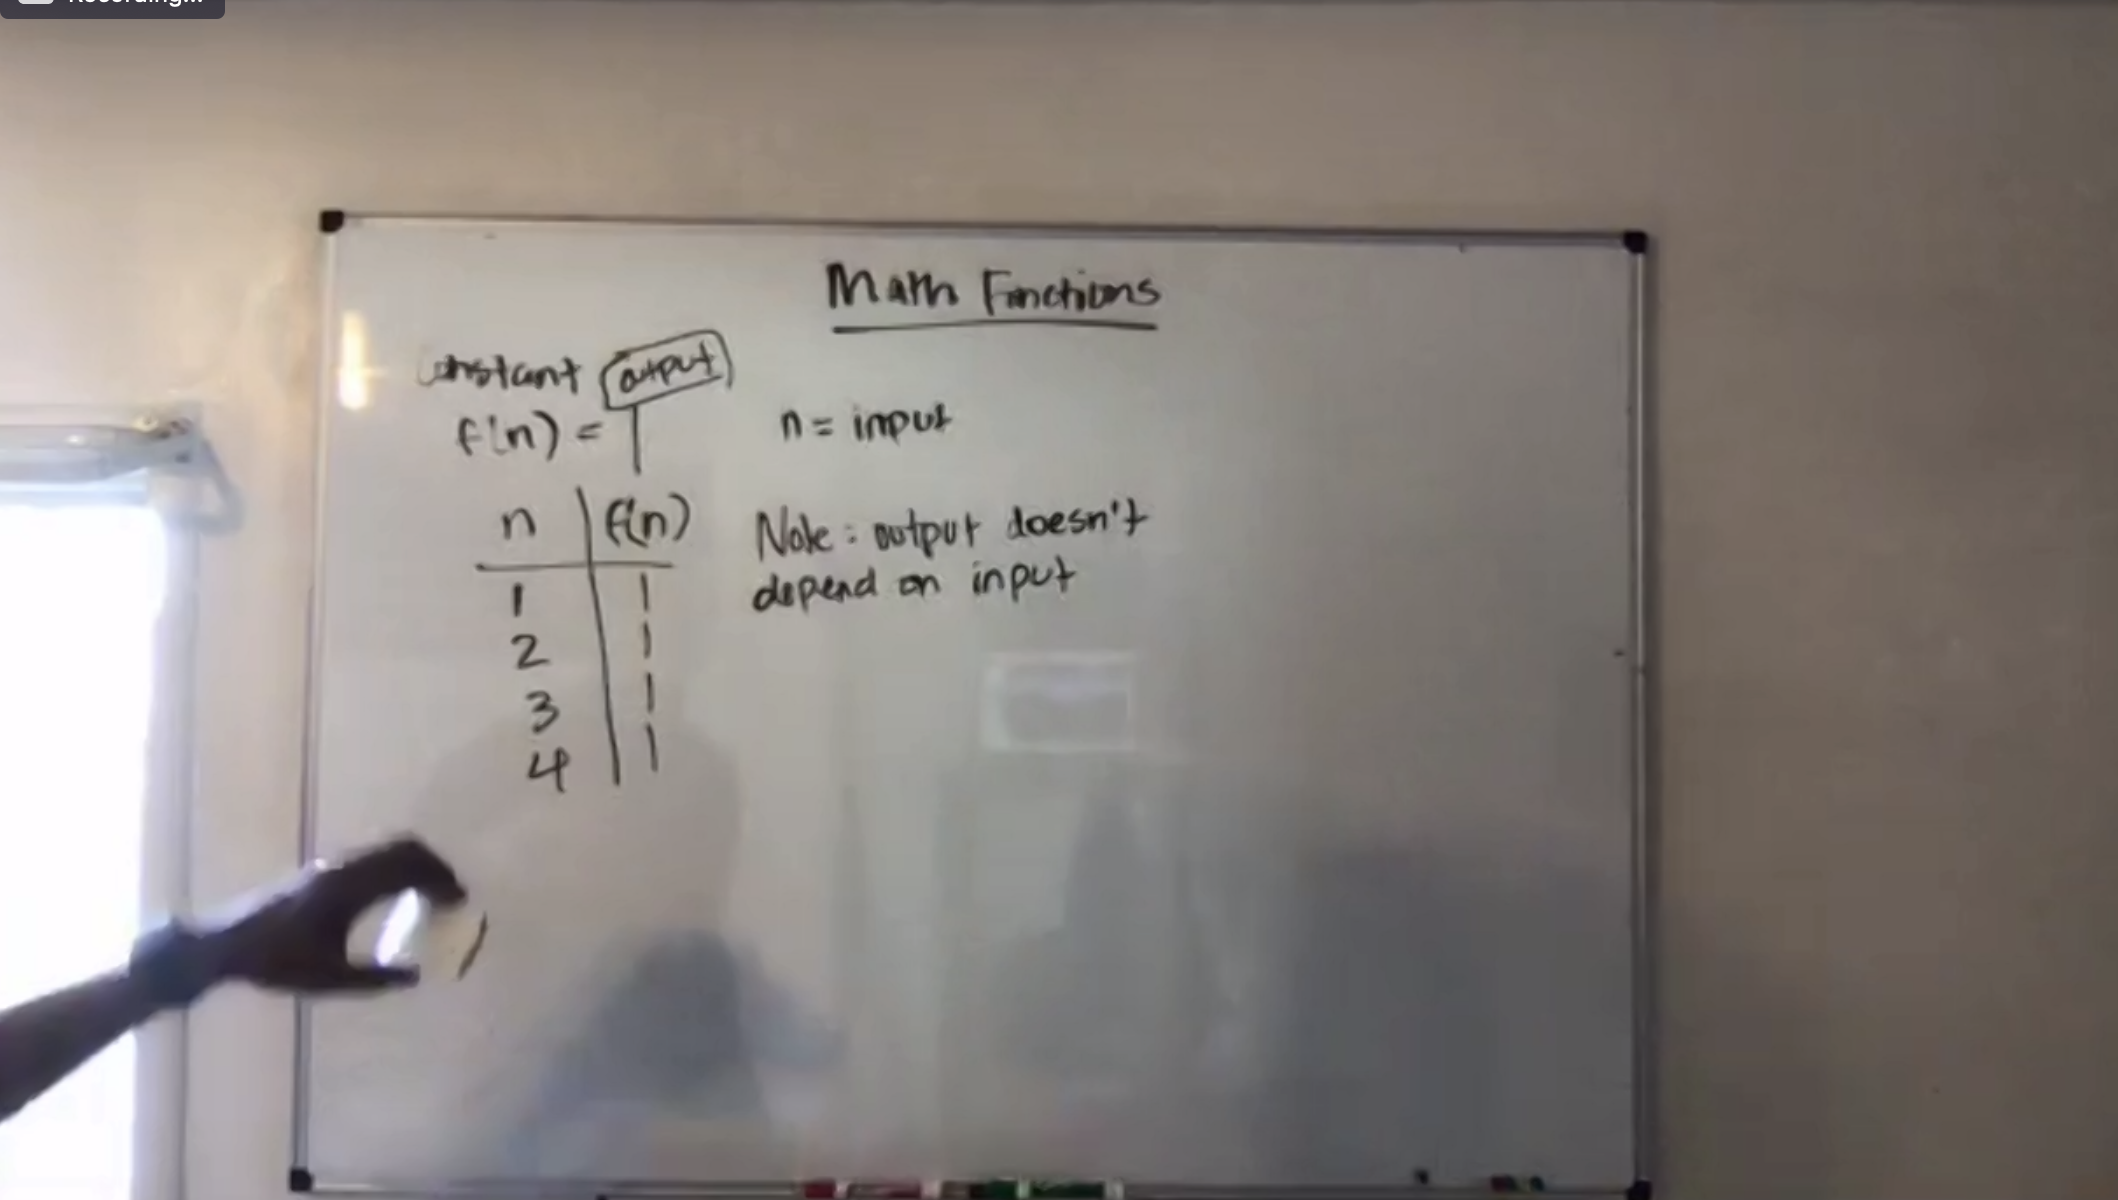 Recording...
Math Functions
Constant output
f(n) = 1
n = input
n f(n)
1 1
2 1
3 1
4 1
Note: output doesn't
depend on input